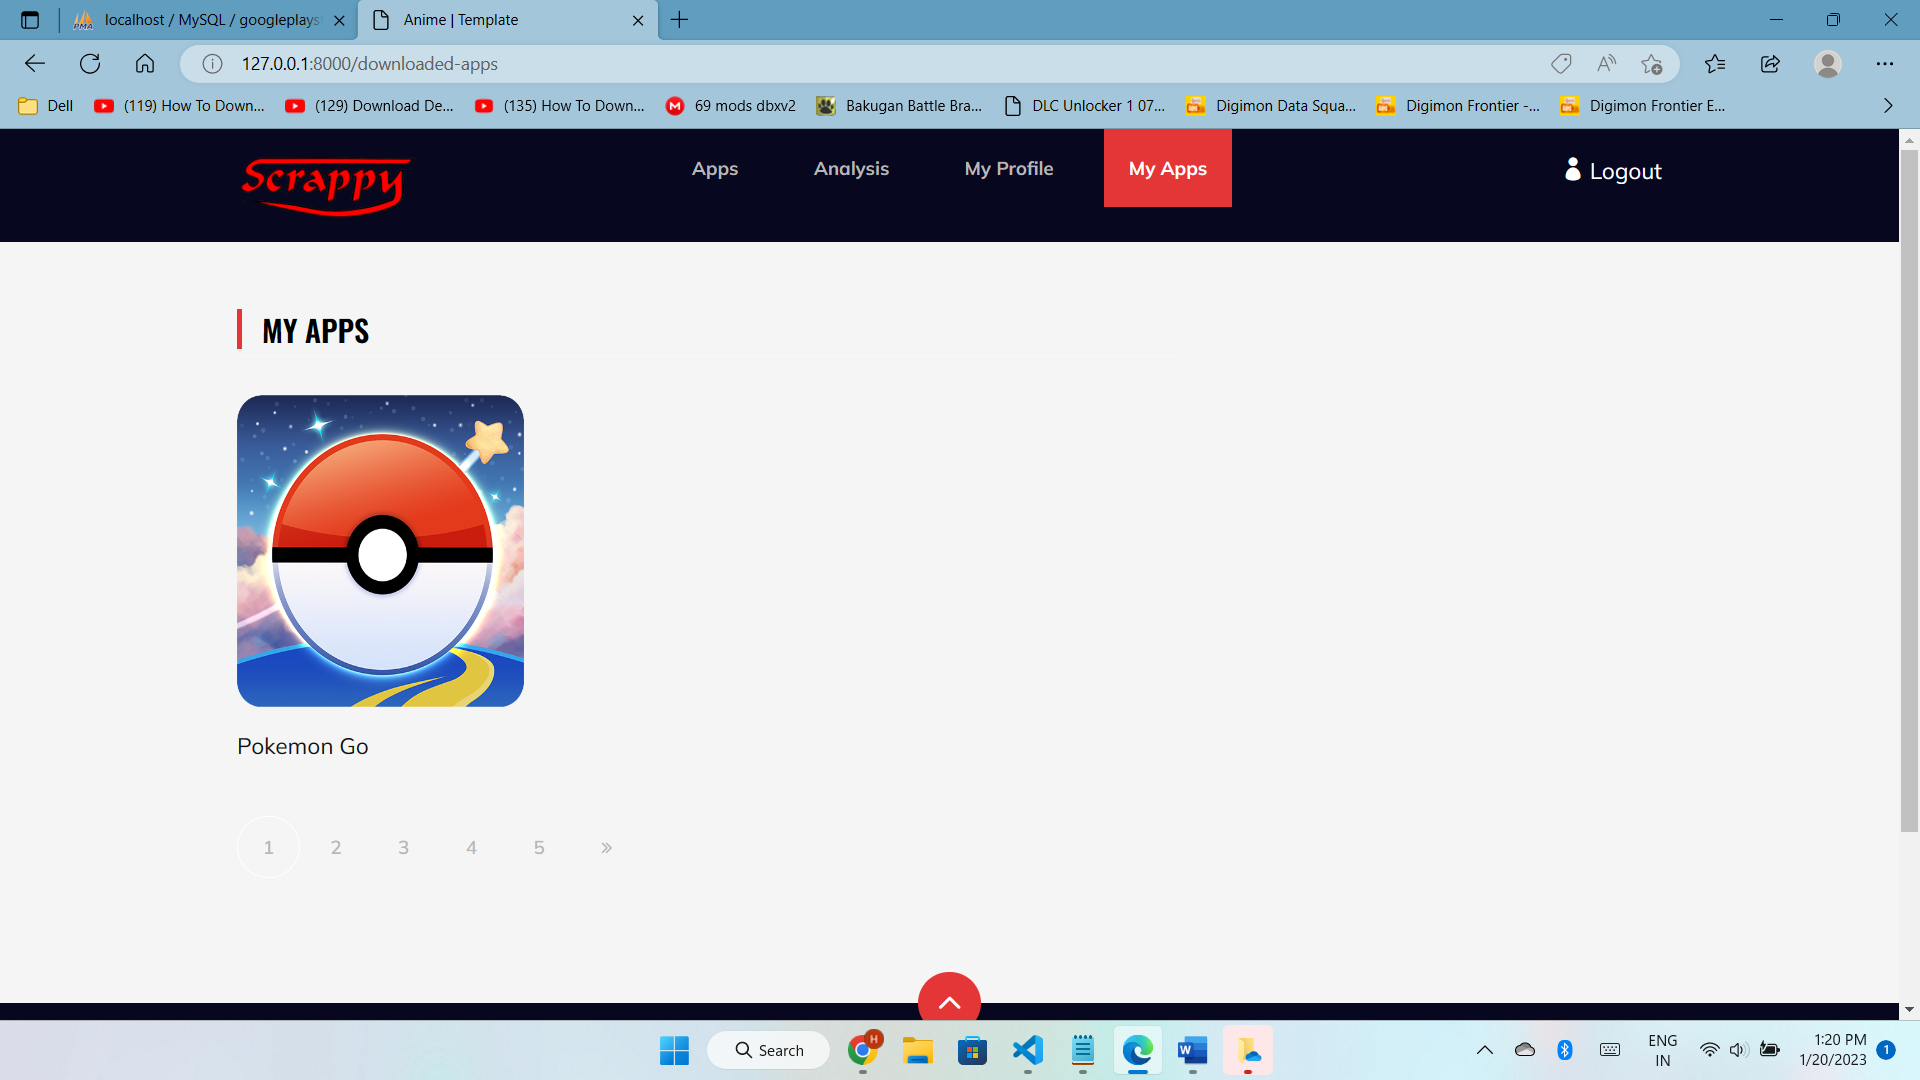 localhost / MySQL / googleplays
Anime | Template
127.0.0.1:8000/downloaded-apps
Dell
(119) How To Down...
(129) Download De...
(135) How To Down...
69 mods dbxv2
Bakugan Battle Bra...
DLC Unlocker 1 07...
Digimon Data Squa...
Digimon Frontier -...
Digimon Frontier E...
Scrappy
Apps
Analysis
My Profile
My Apps
Logout
MY APPS
Pokemon Go
1 2 3 4 5 »
Search
H
ENG
IN
1:20 PM
1/20/2023
1